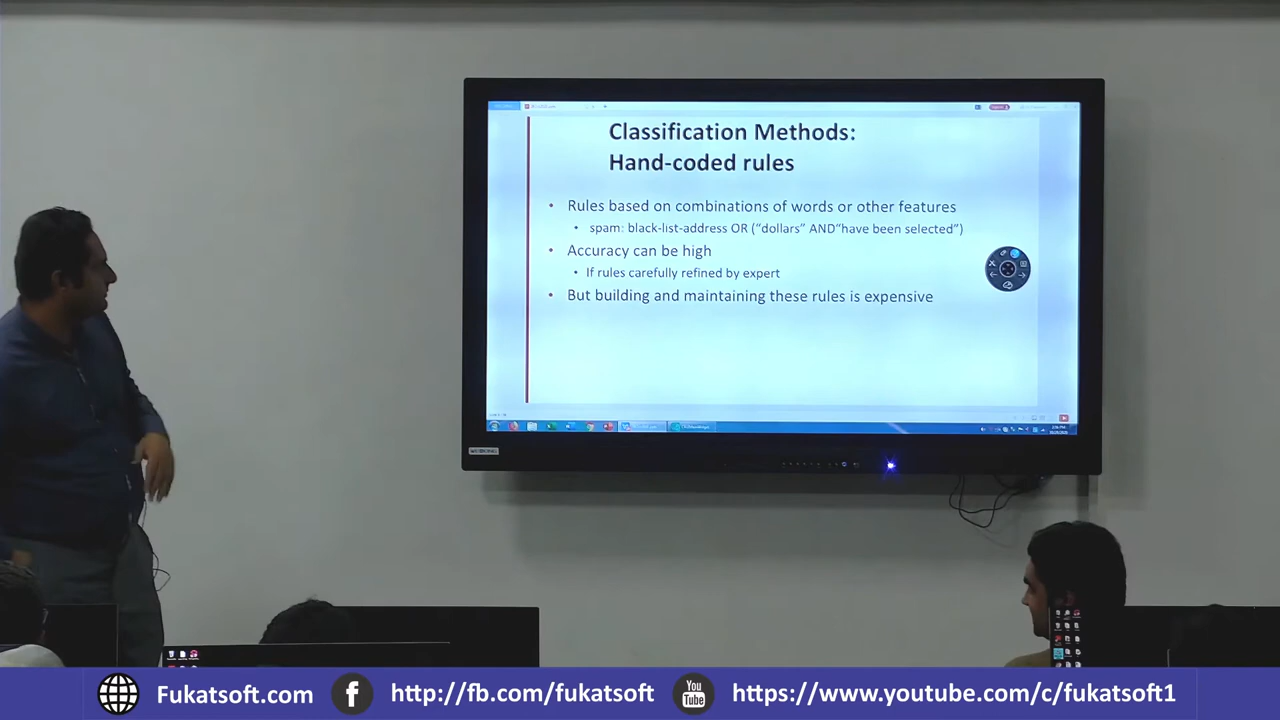 Classification Methods:
Hand-coded rules
• Rules based on combinations of words or other features
• spam: black-list-address OR (“dollars” AND“have been selected”)
• Accuracy can be high
• If rules carefully refined by expert
• But building and maintaining these rules is expensive
Fukatsoft.com
http://fb.com/fukatsoft
You
Tube
https://www.youtube.com/c/fukatsoft1